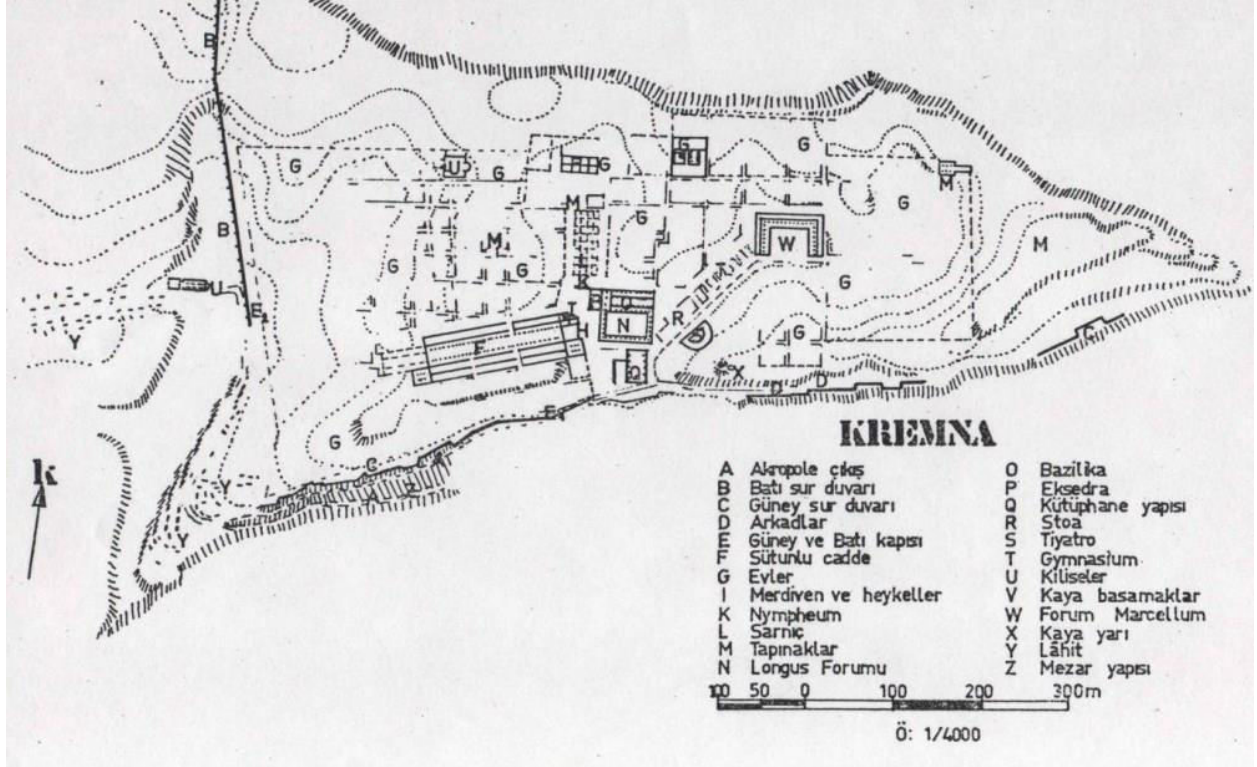 B
G
G
G
U
G
G
U
M
M
G
B
G
M
M
W
G
G
G
U
E
K
Q
N
R
T
H
F
S
G
C
Y
O
X
D
D
E
G
C
Y
A
Z
Y
K
KREMNA
A Akropole çıkış
B Batı sur duvarı
C Güney sur duvarı
D Arkadlar
E Güney ve Batı kapısı
F Sütunlu cadde
G Evler
I Merdiven ve heykeller
K Nympheum
L Sarnıç
M Tapınaklar
N Longus Forumu
O Bazilika
P Eksedra
Q Kütüphane yapısı
R Stoa
S Tiyatro
T Gymnasium
U Kiliseler
V Kaya basamaklar
W Forum Marcellum
X Kaya yarı
Y Lâhit
Z Mezar yapısı
100 50 0 100 200 300m
Ö: 1/4000